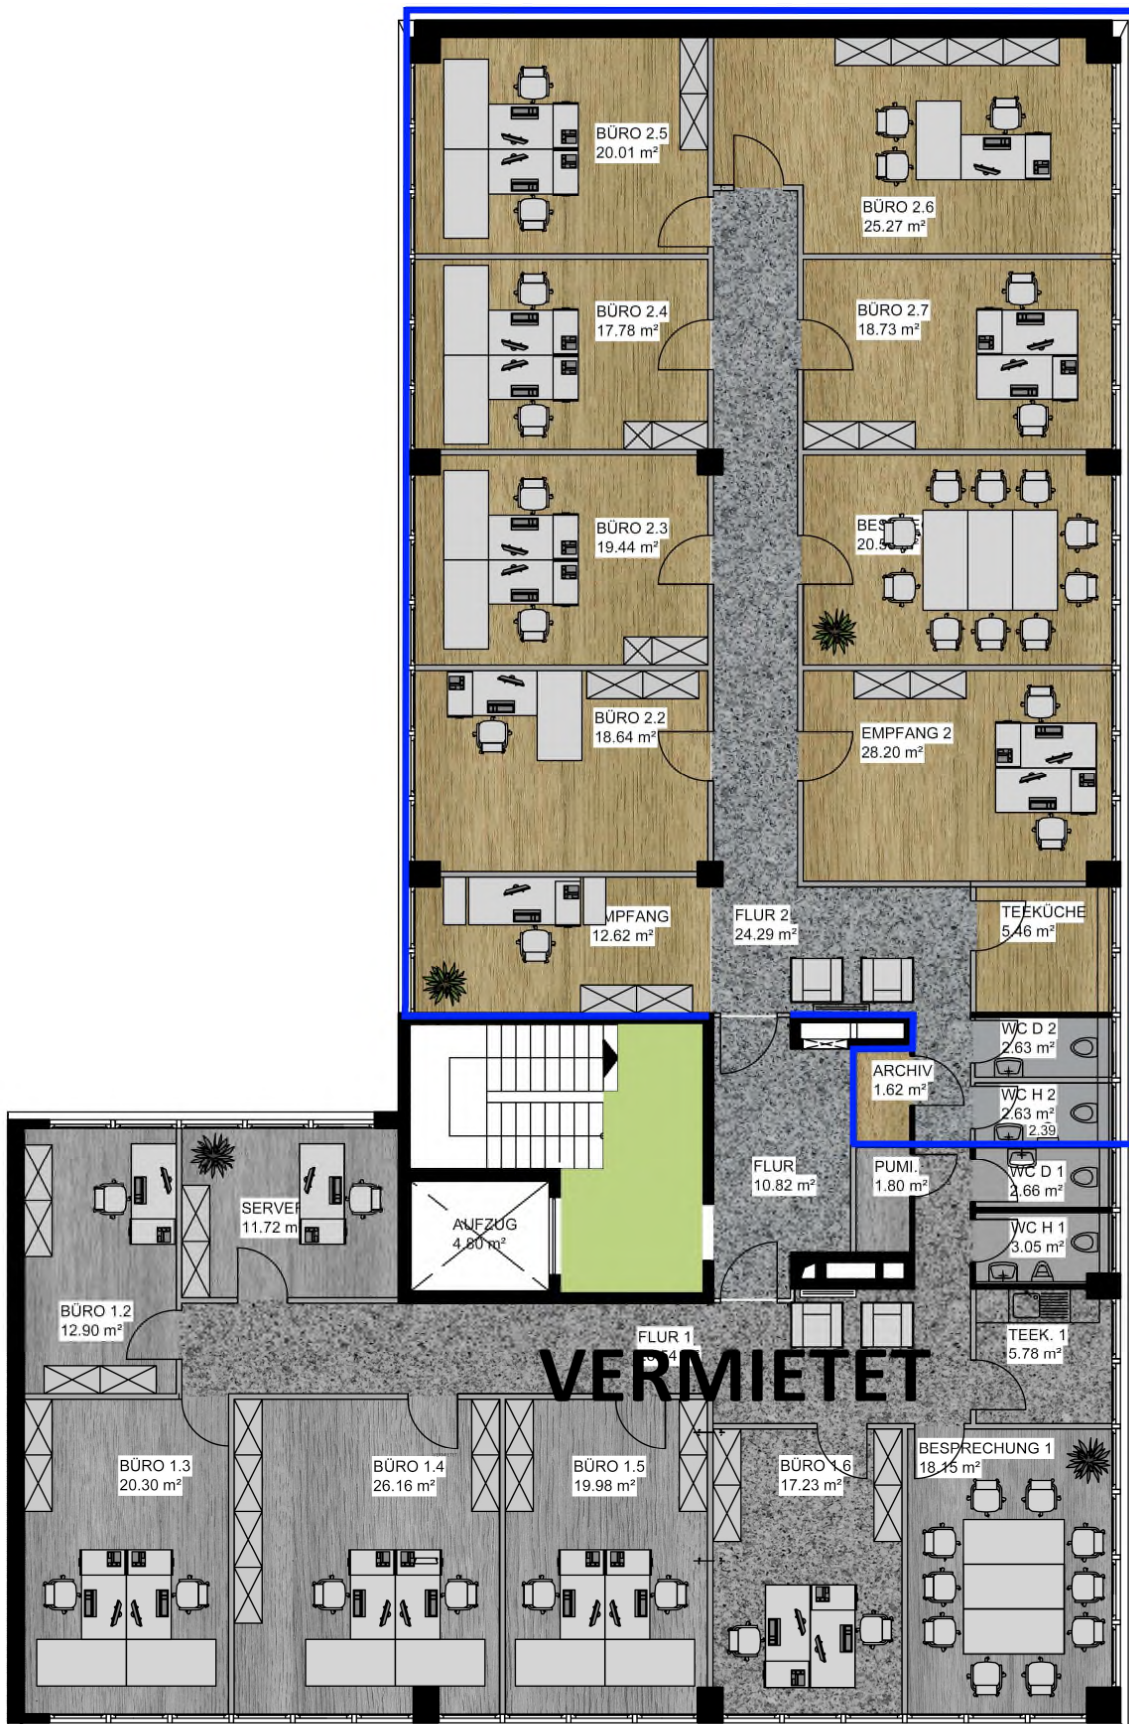 BÜRO 2.5
20.01 m²
BÜRO 2.6
25.27 m²
BÜRO 2.4
17.78 m²
BÜRO 2.7
18.73 m²
BÜRO 2.3
19.44 m²
BÜRO 2.2
18.64 m²
EMPFANG 2
28.20 m²
MPFANG
12.62 m²
FLUR 2
24.29 m²
TEEKÜCHE
5.46 m²
WC D 2
2.63 m²
ARCHIV
1.62 m²
WC H 2
2.63 m²
2.39
FLUR
10.82 m²
PUMI.
1.80 m²
WC D 1
2.66 m²
SERVER
11.72 m
AUFZUG
4.80 m²
WC H 1
3.05 m²
BÜRO 1.2
12.90 m²
FLUR 1
TEEK. 1
5.78 m²
VERMIETET
BÜRO 1.3
20.30 m²
BÜRO 1.4
26.16 m²
BÜRO 1.5
19.98 m²
BÜRO 1.6
17.23 m²
BESPRECHUNG 1
18.15 m²